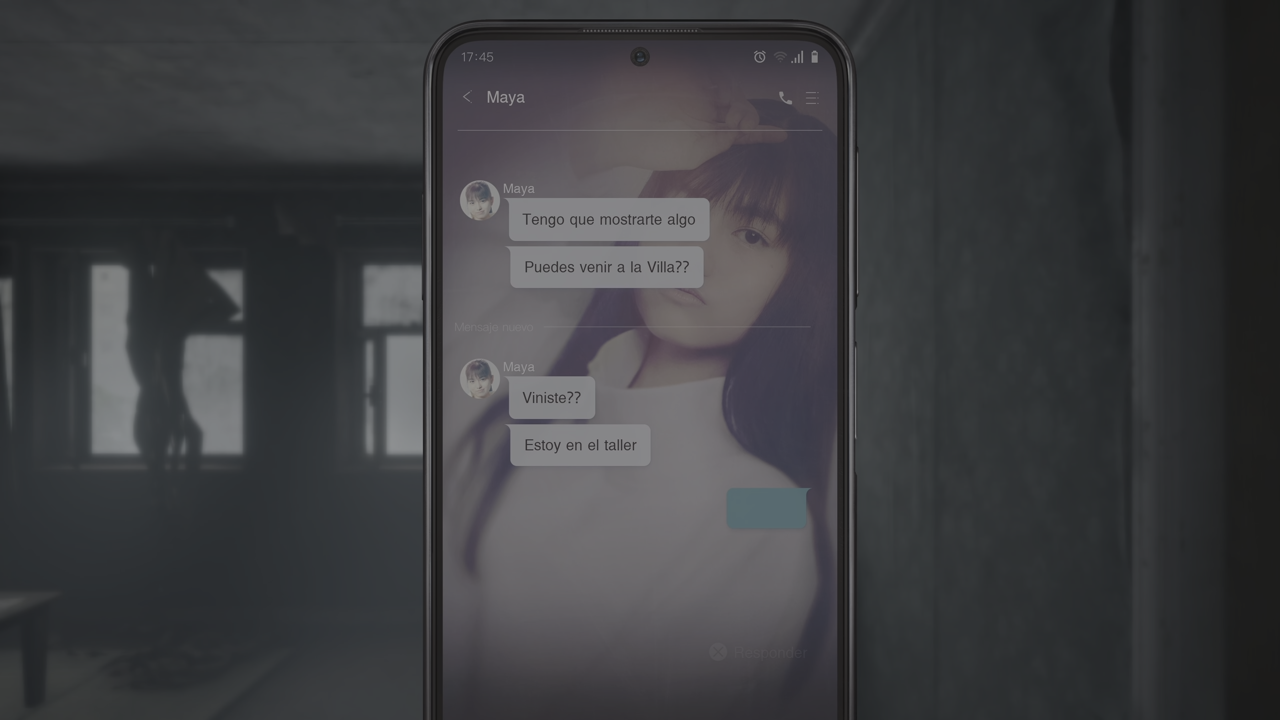 17:45
Maya
Maya
Tengo que mostrarte algo
Puedes venir a la Villa??
Mensaje nuevo
Maya
Viniste??
Estoy en el taller
Responder